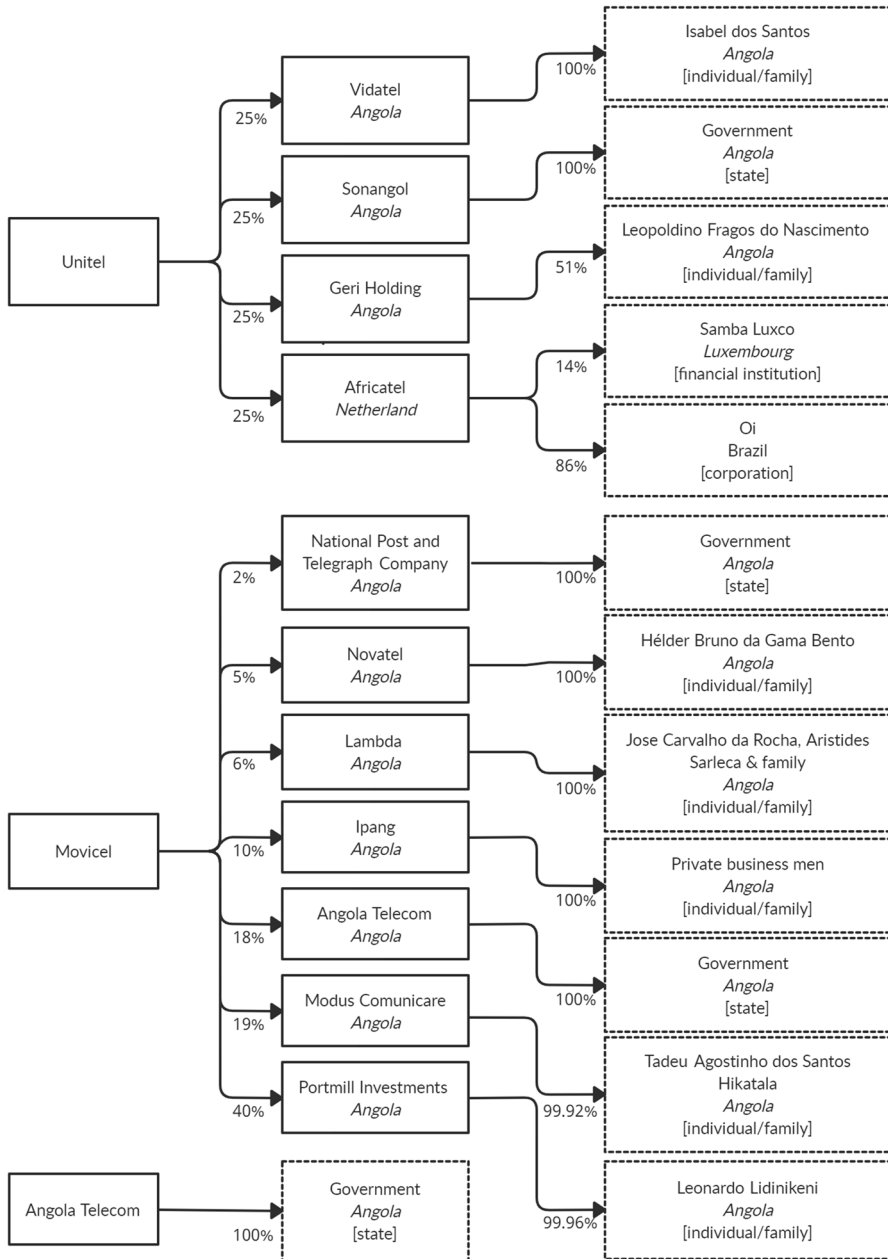 Unitel
25%
Vidatel
Angola
100%
Isabel dos Santos
Angola
[individual/family]
25%
Sonangol
Angola
100%
Government
Angola
[state]
25%
Geri Holding
Angola
51%
Leopoldino Fragos do Nascimento
Angola
[individual/family]
25%
Africatel
Netherland
14%
Samba Luxco
Luxembourg
[financial institution]
86%
Oi
Brazil
[corporation]
Movicel
2%
National Post and
Telegraph Company
Angola
100%
Government
Angola
[state]
5%
Novatel
Angola
100%
Hélder Bruno da Gama Bento
Angola
[individual/family]
6%
Lambda
Angola
100%
Jose Carvalho da Rocha, Aristides
Sarleca & family
Angola
[individual/family]
10%
Ipang
Angola
100%
Private business men
Angola
[individual/family]
18%
Angola Telecom
Angola
100%
Government
Angola
[state]
19%
Modus Comunicare
Angola
99.92%
Tadeu Agostinho dos Santos
Hikatala
Angola
[individual/family]
40%
Portmill Investments
Angola
99.96%
Leonardo Lidinikeni
Angola
[individual/family]
Angola Telecom
100%
Government
Angola
[state]